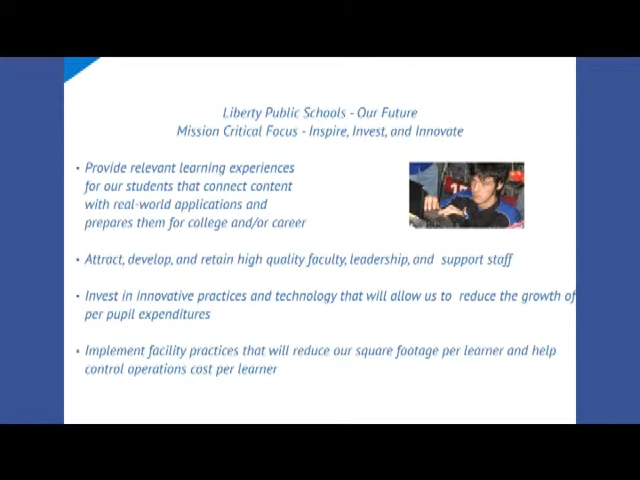 Liberty Public Schools - Our Future
Mission Critical Focus - Inspire, Invest, and Innovate
• Provide relevant learning experiences
for our students that connect content
with real-world applications and
prepares them for college and/or career
• Attract, develop, and retain high quality faculty, leadership, and support staff
• Invest in innovative practices and technology that will allow us to reduce the growth of
per pupil expenditures
• Implement facility practices that will reduce our square footage per learner and help
control operations cost per learner